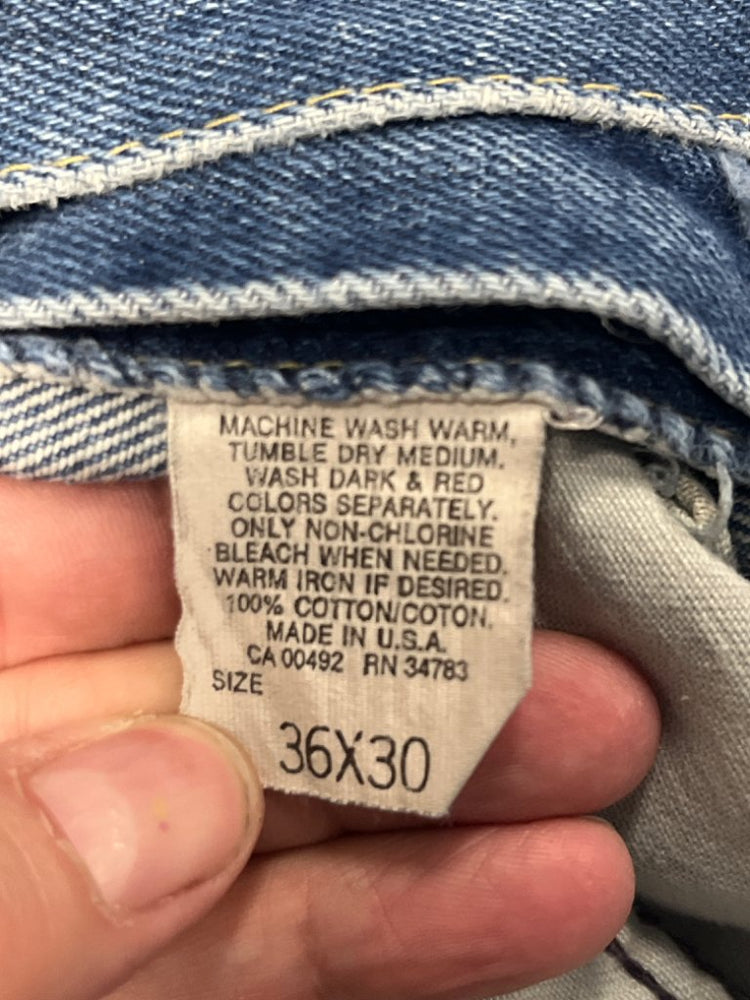 MACHINE WASH WARM,
TUMBLE DRY MEDIUM.
WASH DARK & RED
COLORS SEPARATELY.
ONLY NON-CHLORINE
BLEACH WHEN NEEDED.
WARM IRON IF DESIRED.
100% COTTON/COTON.
MADE IN U.S.A.
CA 00492 RN 34783
SIZE
36X30